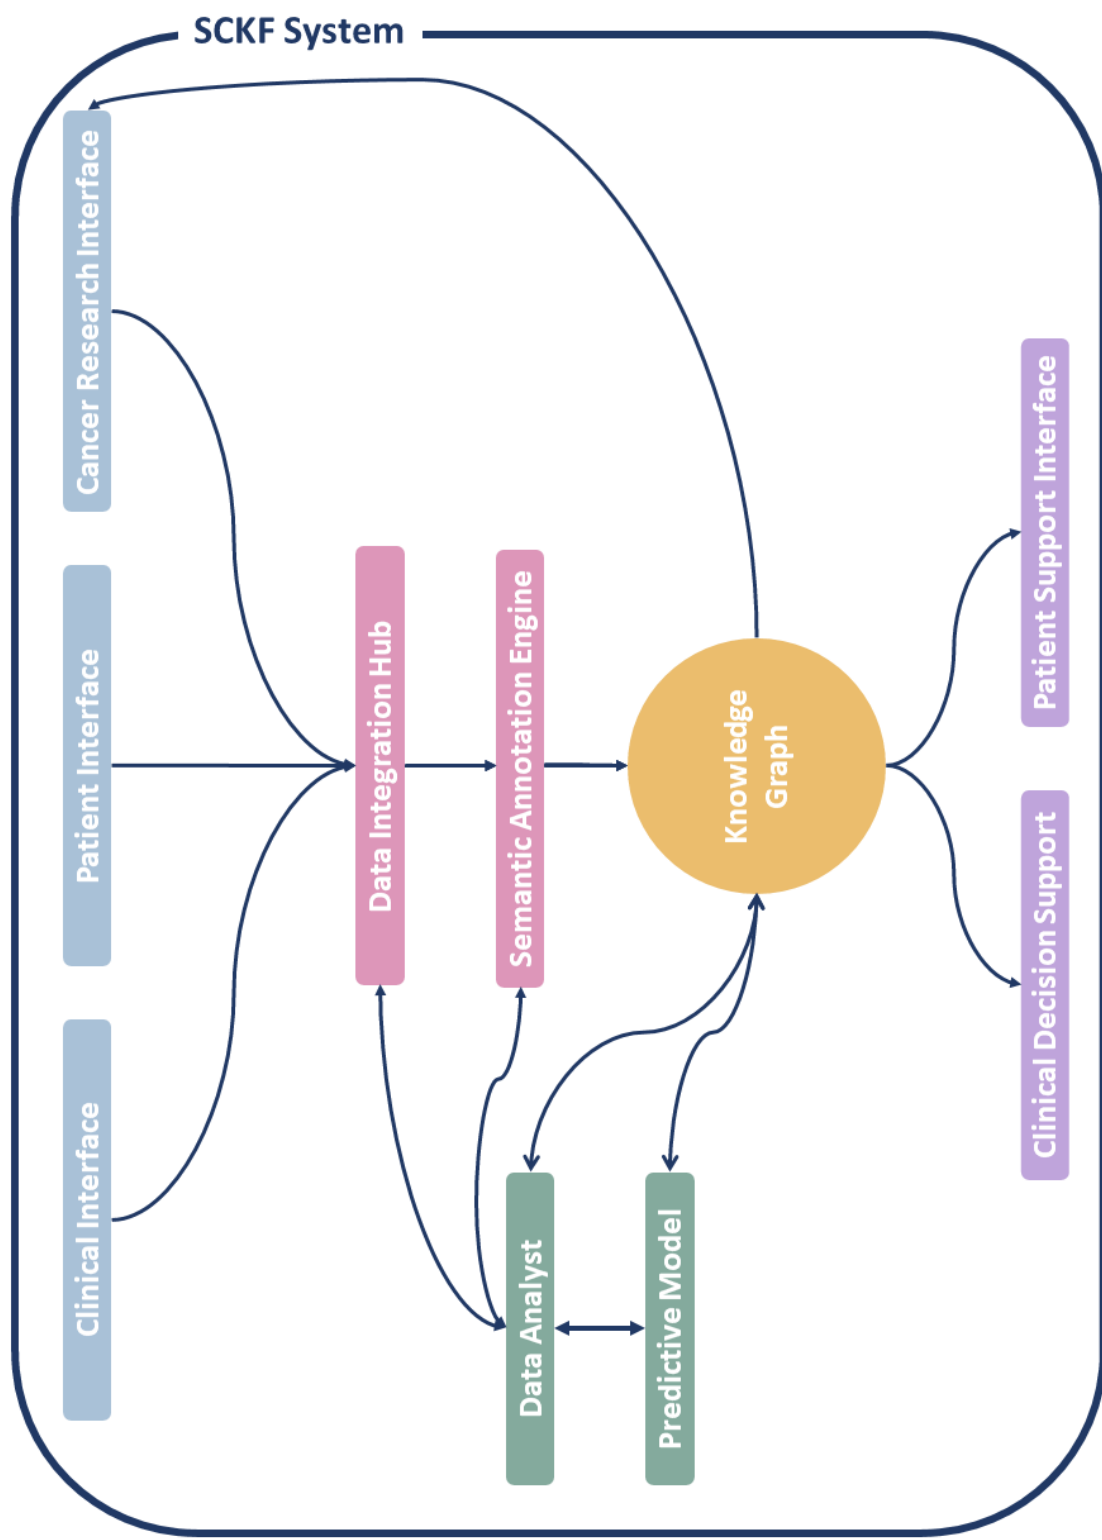 SCKF System
Clinical Interface
Patient Interface
Cancer Research Interface
Data Integration Hub
Semantic Annotation Engine
Data Analyst
Predictive Model
Knowledge
Graph
Clinical Decision Support
Patient Support Interface